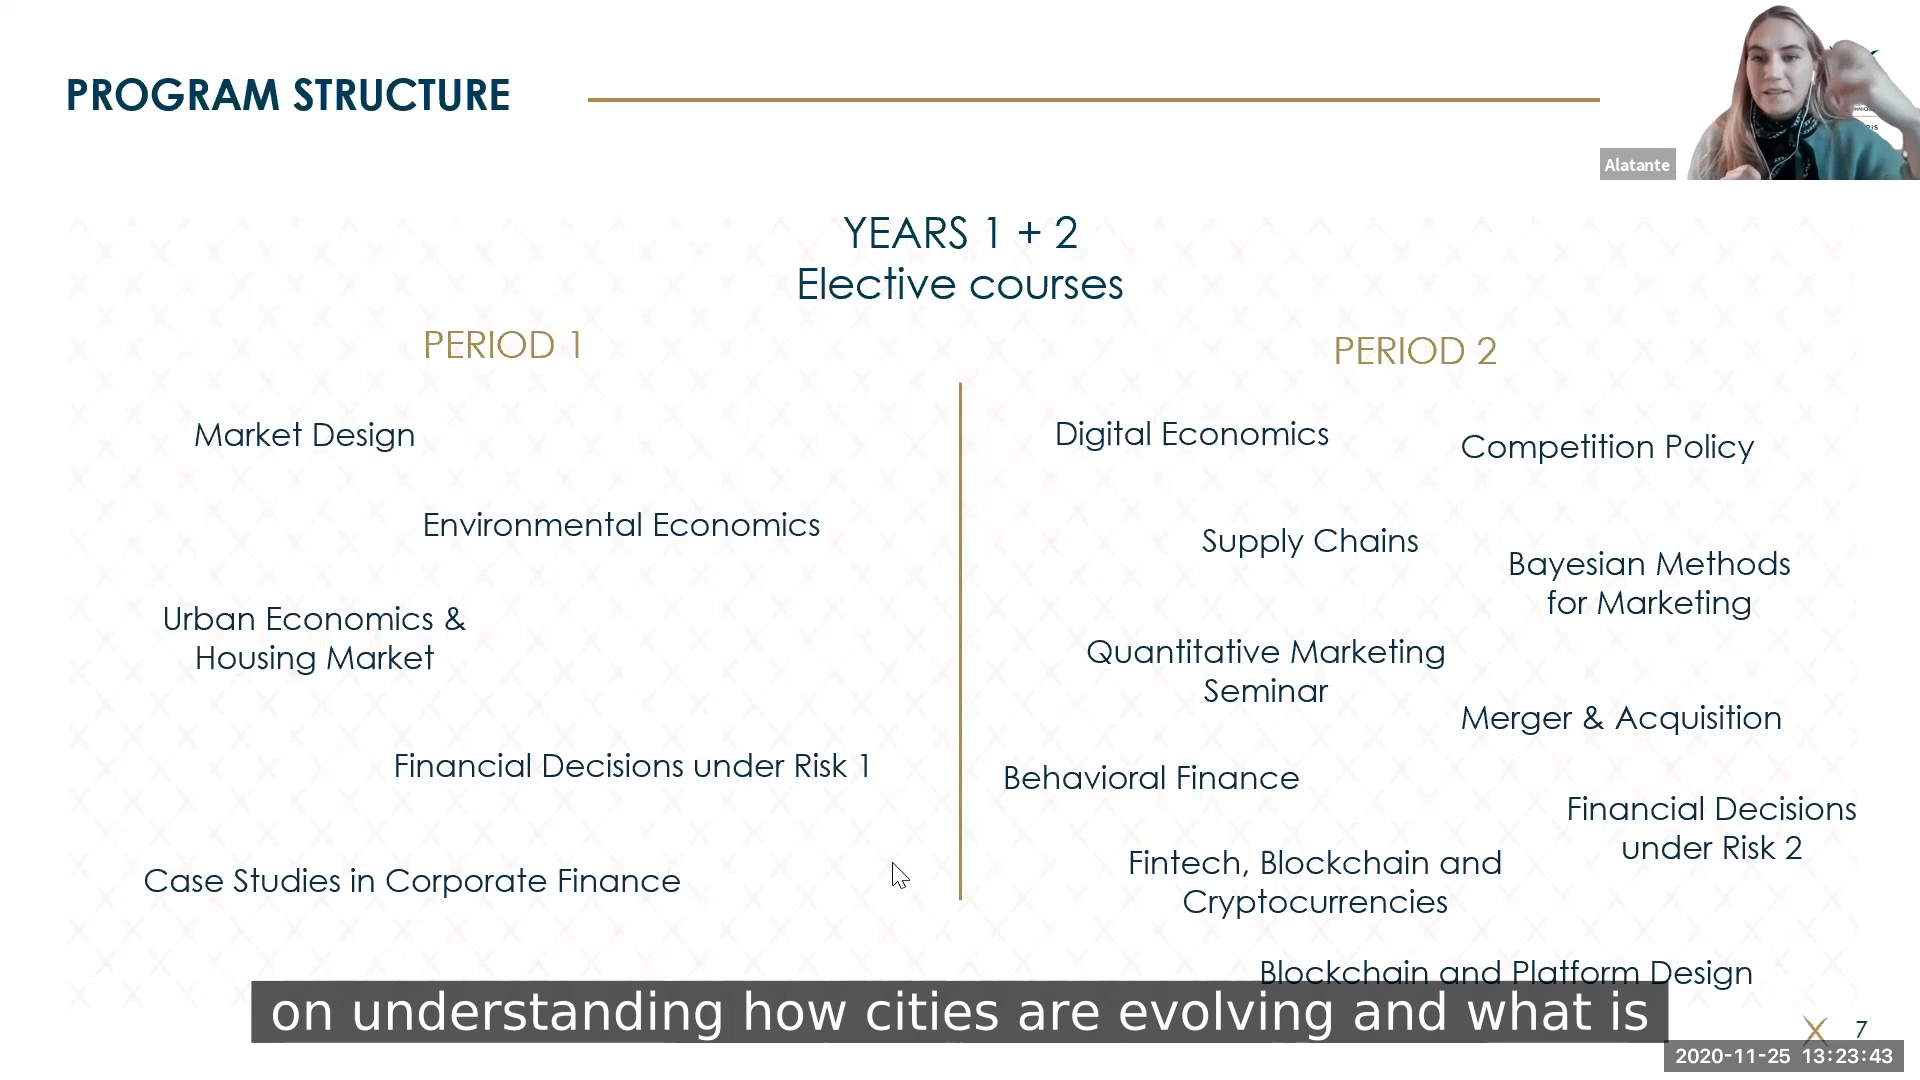 PROGRAM STRUCTURE
Alatante
YEARS 1 + 2
Elective courses
PERIOD 1
Market Design
Environmental Economics
Urban Economics &
Housing Market
Financial Decisions under Risk 1
Case Studies in Corporate Finance
PERIOD 2
Digital Economics
Competition Policy
Supply Chains
Bayesian Methods
for Marketing
Quantitative Marketing
Seminar
Merger & Acquisition
Behavioral Finance
Financial Decisions
under Risk 2
Fintech, Blockchain and
Cryptocurrencies
Blockchain and Platform Design
on understanding how cities are evolving and what is
7
2020-11-25 13:23:43